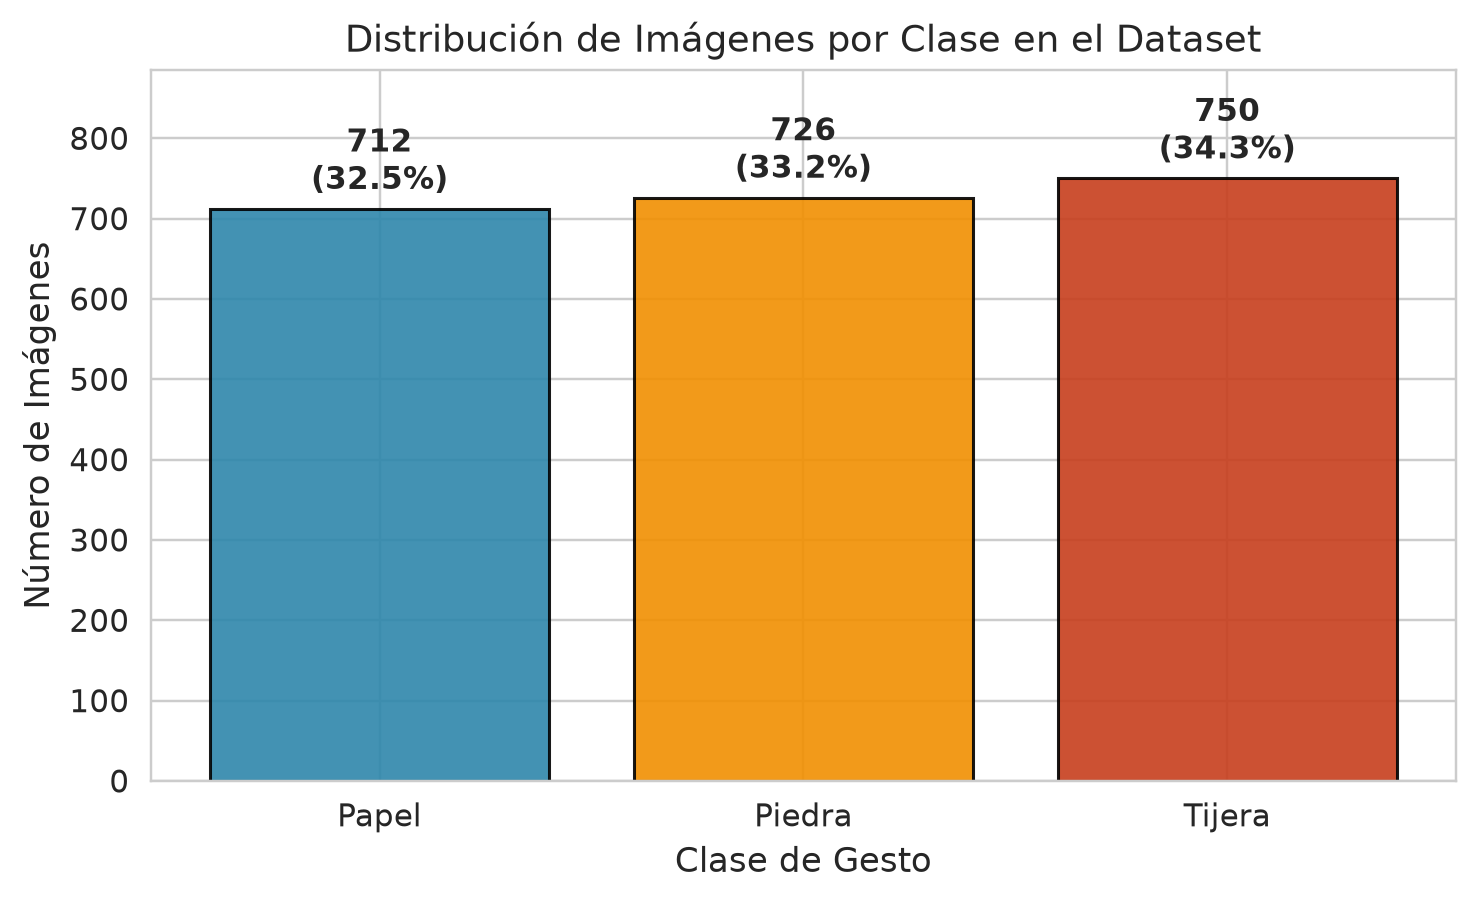 Distribución de Imágenes por Clase en el Dataset
Número de Imágenes
800
700
600
500
400
300
200
100
0
712
(32.5%)
726
(33.2%)
750
(34.3%)
Papel
Piedra
Tijera
Clase de Gesto